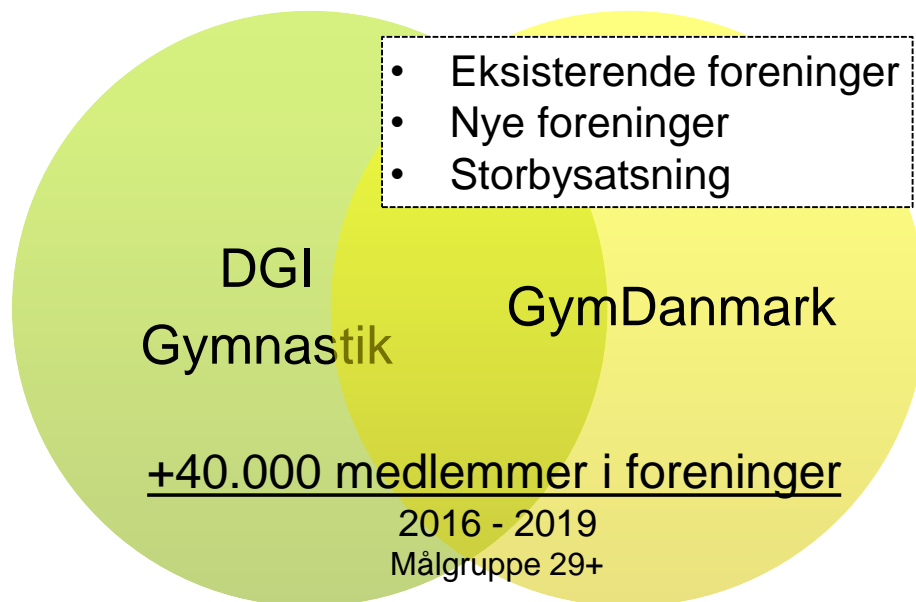 • Eksisterende foreninger
• Nye foreninger
• Storbysatsning
DGI
Gymnastik
GymDanmark
+40.000 medlemmer i foreninger
2016 - 2019
Målgruppe 29+